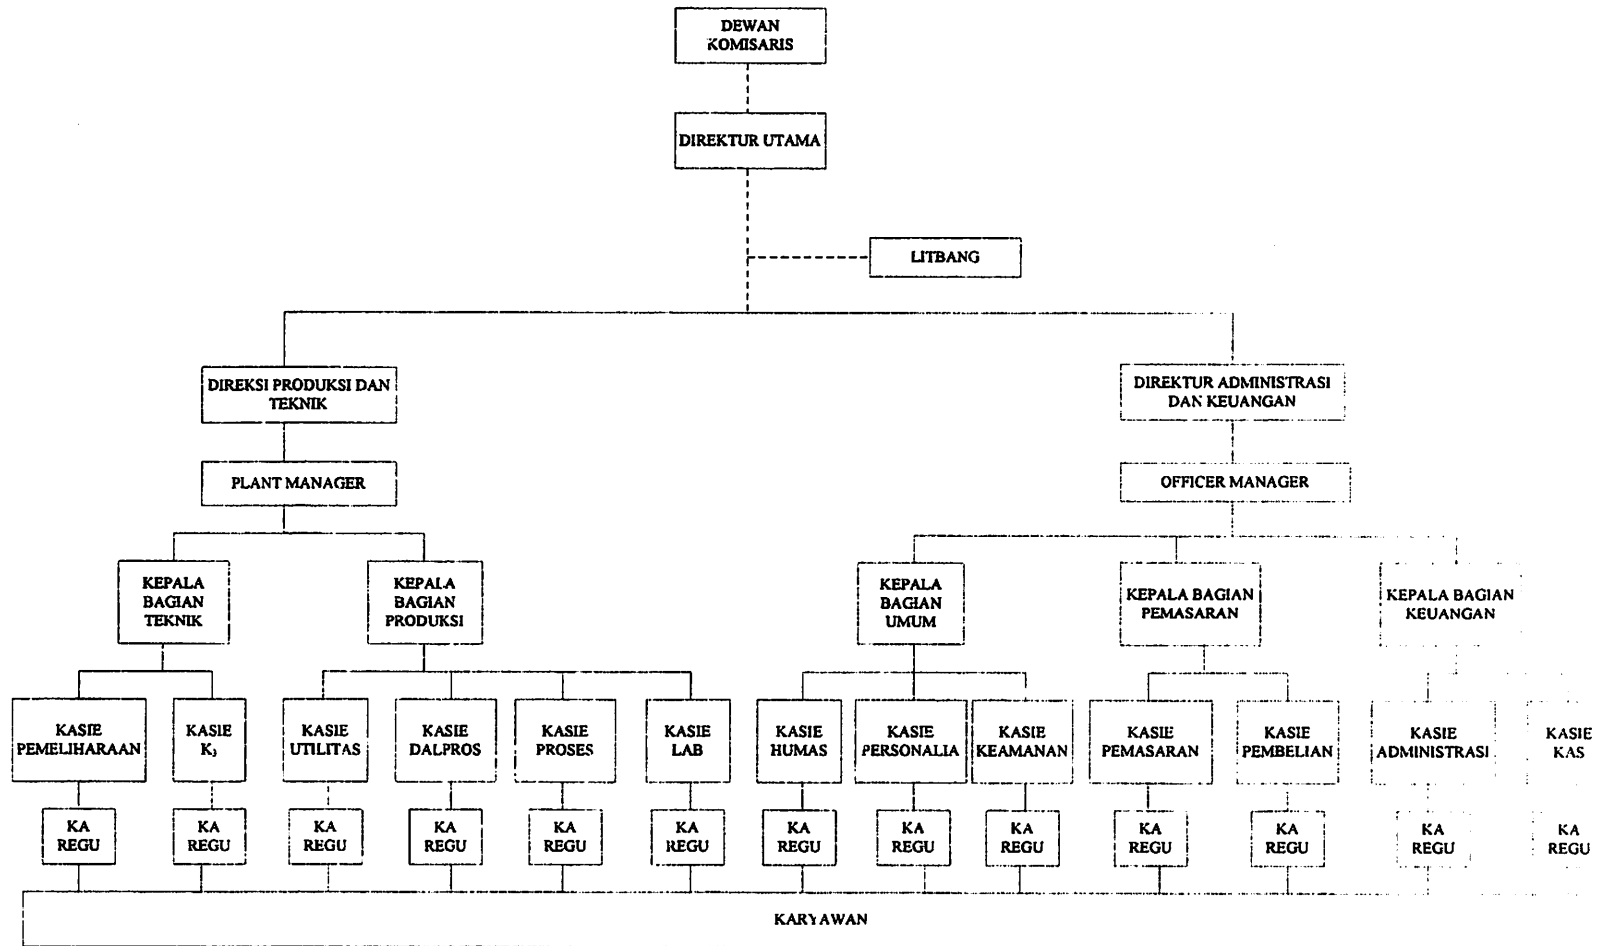 DEWAN
KOMISARIS
DIREKTUR UTAMA
LITBANG
DIREKSI PRODUKSI DAN
TEKNIK
DIREKTUR ADMINISTRASI
DAN KEUANGAN
PLANT MANAGER
OFFICER MANAGER
KEPALA
BAGIAN
TEKNIK
KEPALA
BAGIAN
PRODUKSI
KEPALA
BAGIAN
UMUM
KEPALA BAGIAN
PEMASARAN
KEPALA BAGIAN
KEUANGAN
KASIE
PEMELIHARAAN
KASIE
K₃
KASIE
UTILITAS
KASIE
DALPROS
KASIE
PROSES
KASIE
LAB
KASIE
HUMAS
KASIE
PERSONALIA
KASIE
KEAMANAN
KASIE
PEMASARAN
KASIE
PEMBELIAN
KASIE
ADMINISTRASI
KASIE
KAS
KA
REGU
KA
REGU
KA
REGU
KA
REGU
KA
REGU
KA
REGU
KA
REGU
KA
REGU
KA
REGU
KA
REGU
KA
REGU
KA
REGU
KA
REGU
KARYAWAN